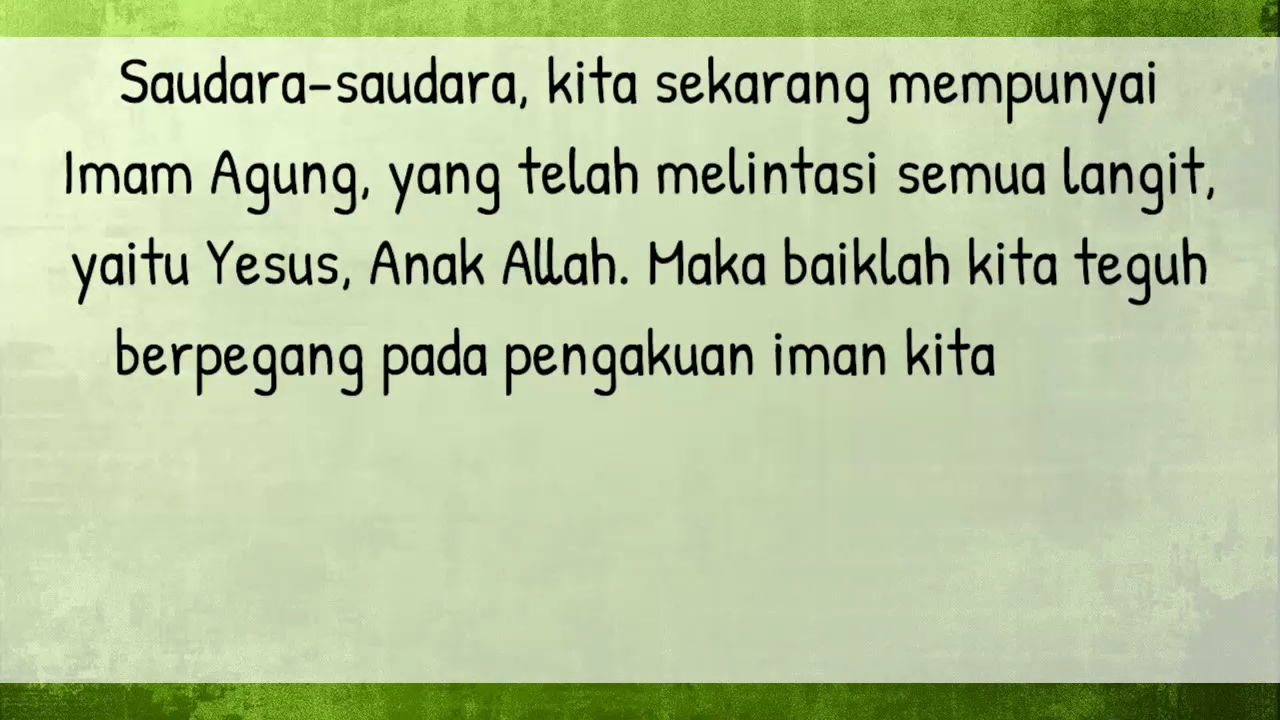 Saudara-saudara, kita sekarang mempunyai
Imam Agung, yang telah melintasi semua langit,
yaitu Yesus, Anak Allah. Maka baiklah kita teguh
berpegang pada pengakuan iman kita